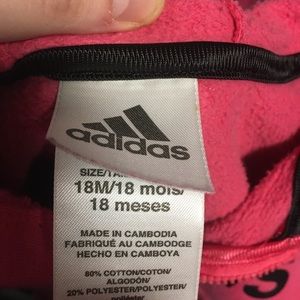 adidas
18M/18 mois/
18 meses
MADE IN CAMBODIA
FABRIQUÉ AU CAMBODGE
HECHO EN CAMBOYA
80% COTTON/COTON/
ALGODÓN/
20% POLYESTER/POLYESTER/